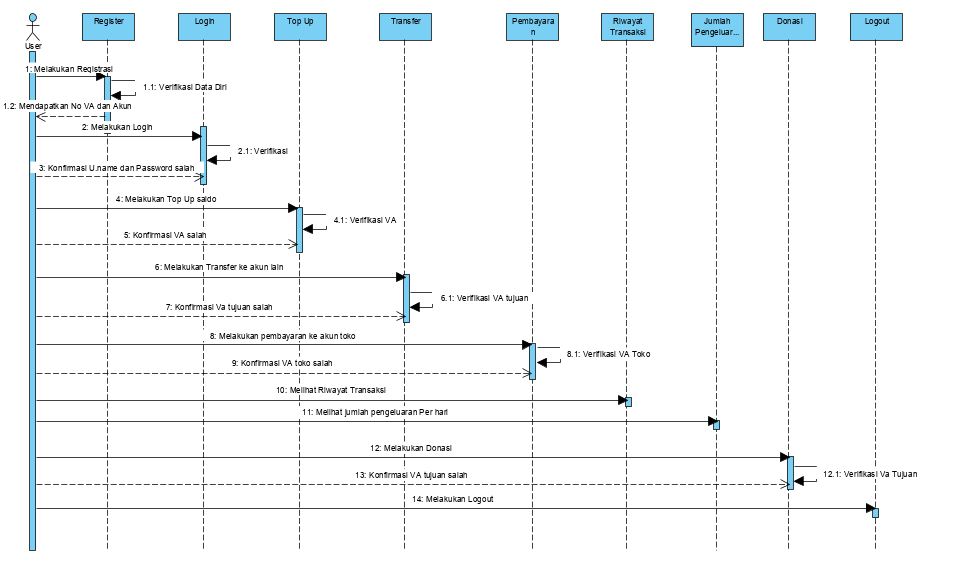 User
Register
Login
Top Up
Transfer
Pembayara
n
Riwayat
Transaksi
Jumlah
Pengeluar...
Donasi
Logout
1: Melakukan Registrasi
1.1: Verifikasi Data Diri
1.2: Mendapatkan No VA dan Akun
2: Melakukan Login
2.1: Verifikasi
3: Konfirmasi U.name dan Password salah
4: Melakukan Top Up saldo
4.1: Verifikasi VA
5: Konfirmasi VA salah
6: Melakukan Transfer ke akun lain
6.1: Verifikasi VA tujuan
7: Konfirmasi Va tujuan salah
8: Melakukan pembayaran ke akun toko
8.1: Verifikasi VA Toko
9: Konfirmasi VA toko salah
10: Melihat Riwayat Transaksi
11: Melihat jumlah pengeluaran Per hari
12: Melakukan Donasi
12.1: Verifikasi Va Tujuan
13: Konfirmasi VA tujuan salah
14: Melakukan Logout